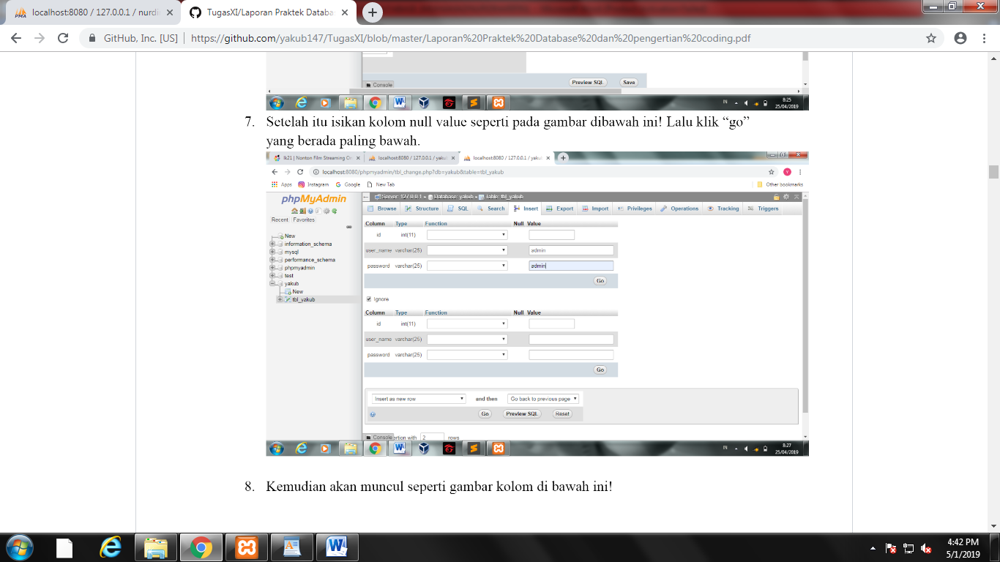 localhost:8080 / 127.0.0.1 / nurdi
TugasXI/Laporan Praktek Databa
GitHub, Inc. [US] | https://github.com/yakub147/TugasXI/blob/master/Laporan%20Praktek%20Database%20dan%20pengertian%20coding.pdf
Console
Preview SQL Save
IN 8:25
25/04/2019
7. Setelah itu isikan kolom null value seperti pada gambar dibawah ini! Lalu klik “go”
yang berada paling bawah.
lk21 | Nonton Film Streaming Or
localhost:8080 / 127.0.0.1 / yakub
localhost:8080 / 127.0.0.1 / yakub
localhost:8080/phpmyadmin/tbl_change.php?db=yakub&table=tbl_yakub
Apps Instagram Google New Tab Other bookmarks
phpMyAdmin
Recent Favorites
New
information_schema
mysql
performance_schema
phpmyadmin
test
yakub
New
tbl_yakub
Server: 127.0.0.1 » Database: yakub » Table: tbl_yakub
Browse Structure SQL Search Insert Export Import Privileges Operations Tracking Triggers
Column Type Function Null Value
id int(11)
user_name varchar(25) admin
password varchar(25) admin
Go
Ignore
Column Type Function Null Value
id int(11)
user_name varchar(25)
password varchar(25)
Go
Insert as new row and then Go back to previous page
Go Preview SQL Reset
Console ertion with 2 rows
IN 8:27
25/04/2019
8. Kemudian akan muncul seperti gambar kolom di bawah ini!
4:42 PM
5/1/2019